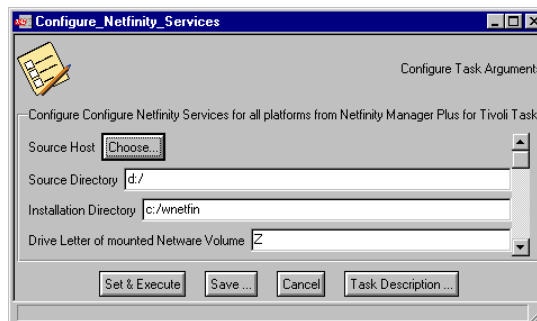 Configure_Netfinity_Services
Configure Task Argument
Configure Configure Netfinity Services for all platforms from Netfinity Manager Plus for Tivoli Task
Source Host Choose...
Source Directory d:/
Installation Directory c:/wnetfin
Drive Letter of mounted Netware Volume Z
Set & Execute Save ... Cancel Task Description ...